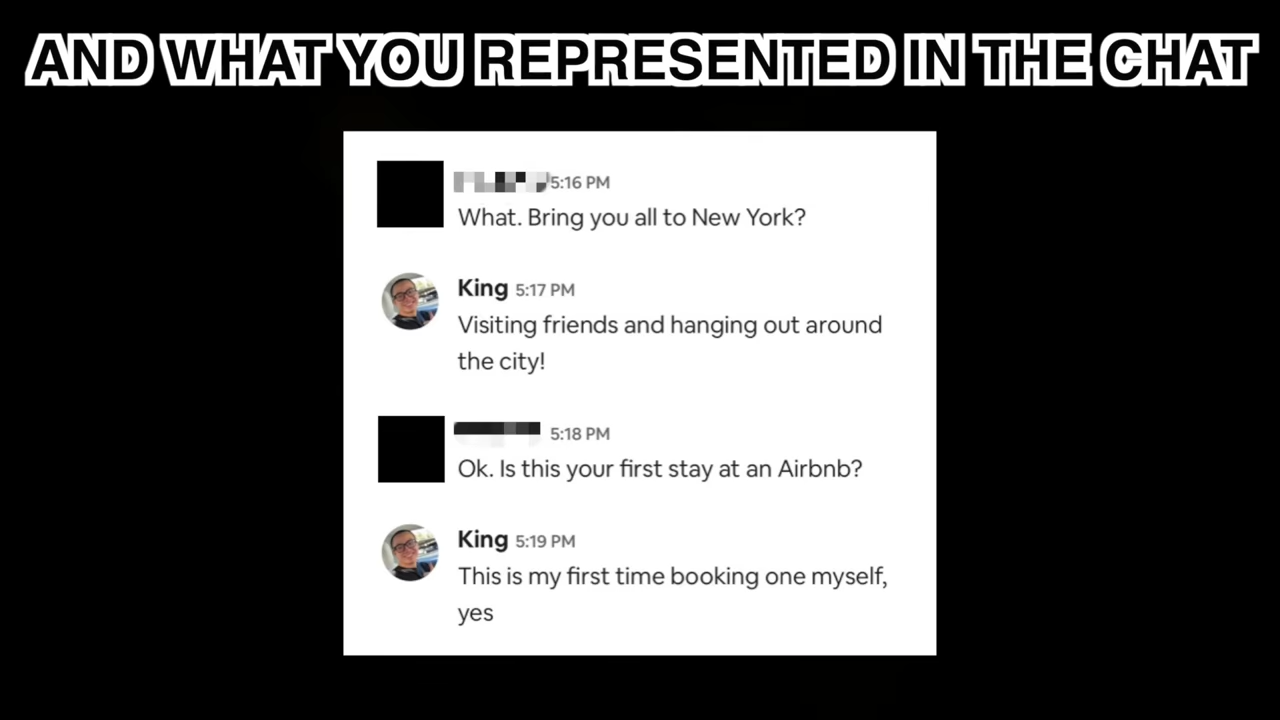 AND WHAT YOU REPRESENTED IN THE CHAT
5:16 PM
What. Bring you all to New York?
King 5:17 PM
Visiting friends and hanging out around
the city!
5:18 PM
Ok. Is this your first stay at an Airbnb?
King 5:19 PM
This is my first time booking one myself,
yes